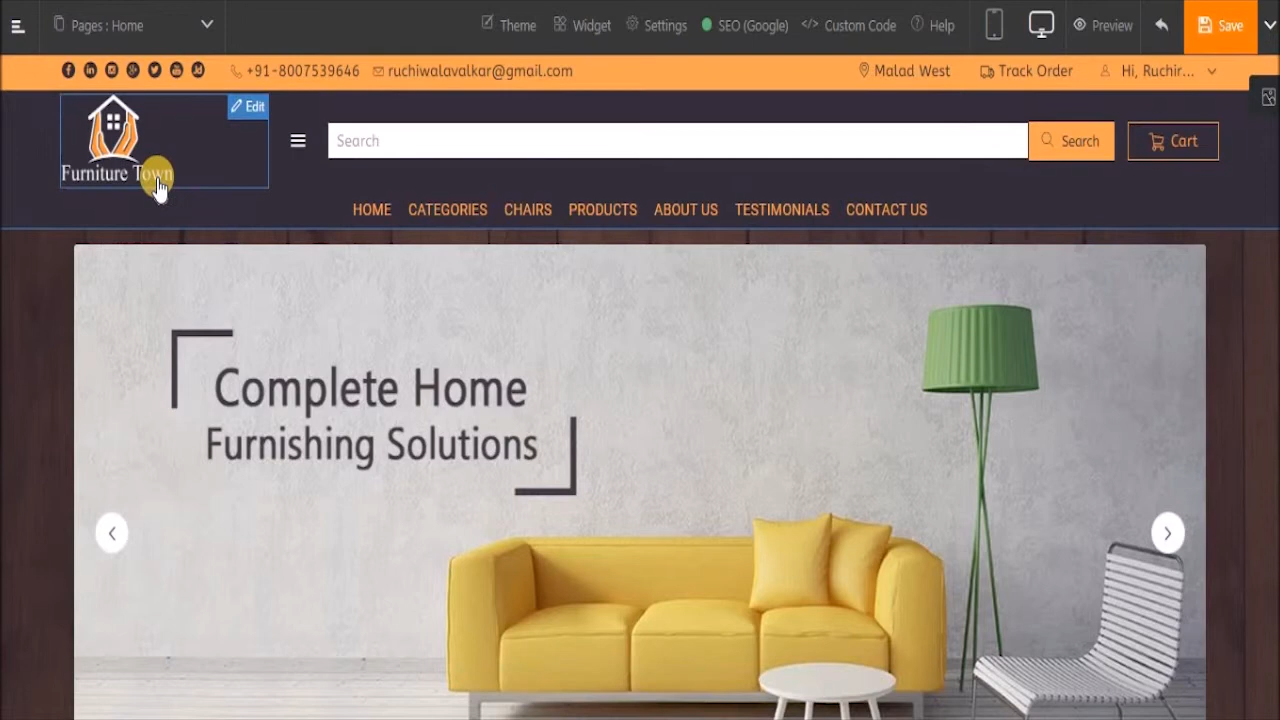 Pages : Home Theme Widget Settings SEO (Google) </> Custom Code Help Preview Save
+91-8007539646 ruchiwalavalkar@gmail.com Malad West Track Order Hi, Ruchir...
Edit
Furniture Town
Search Search Cart
HOME CATEGORIES CHAIRS PRODUCTS ABOUT US TESTIMONIALS CONTACT US
Complete Home
Furnishing Solutions